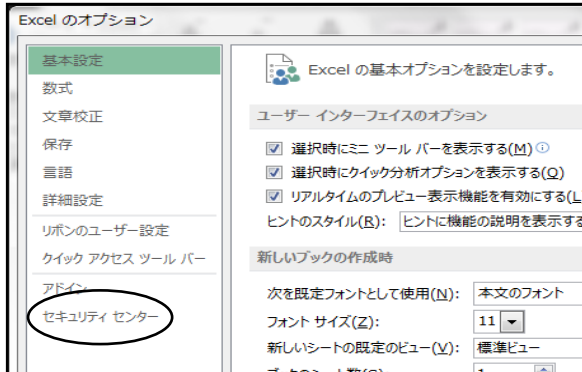 Excel のオプション
基本設定
数式
文章校正
保存
言語
詳細設定
リボンのユーザー設定
クイック アクセス ツール バー
アドイン
セキュリティ センター
Excel の基本オプションを設定します。
ユーザー インターフェイスのオプション
選択時にミニ ツール バーを表示する(M)
選択時にクイック分析オプションを表示する(Q)
リアルタイムのプレビュー表示機能を有効にする(L
ヒントのスタイル(R): ヒントに機能の説明を表示する
新しいブックの作成時
次を既定フォントとして使用(N): 本文のフォント
フォント サイズ(Z): 11
新しいシートの既定のビュー(V): 標準ビュー